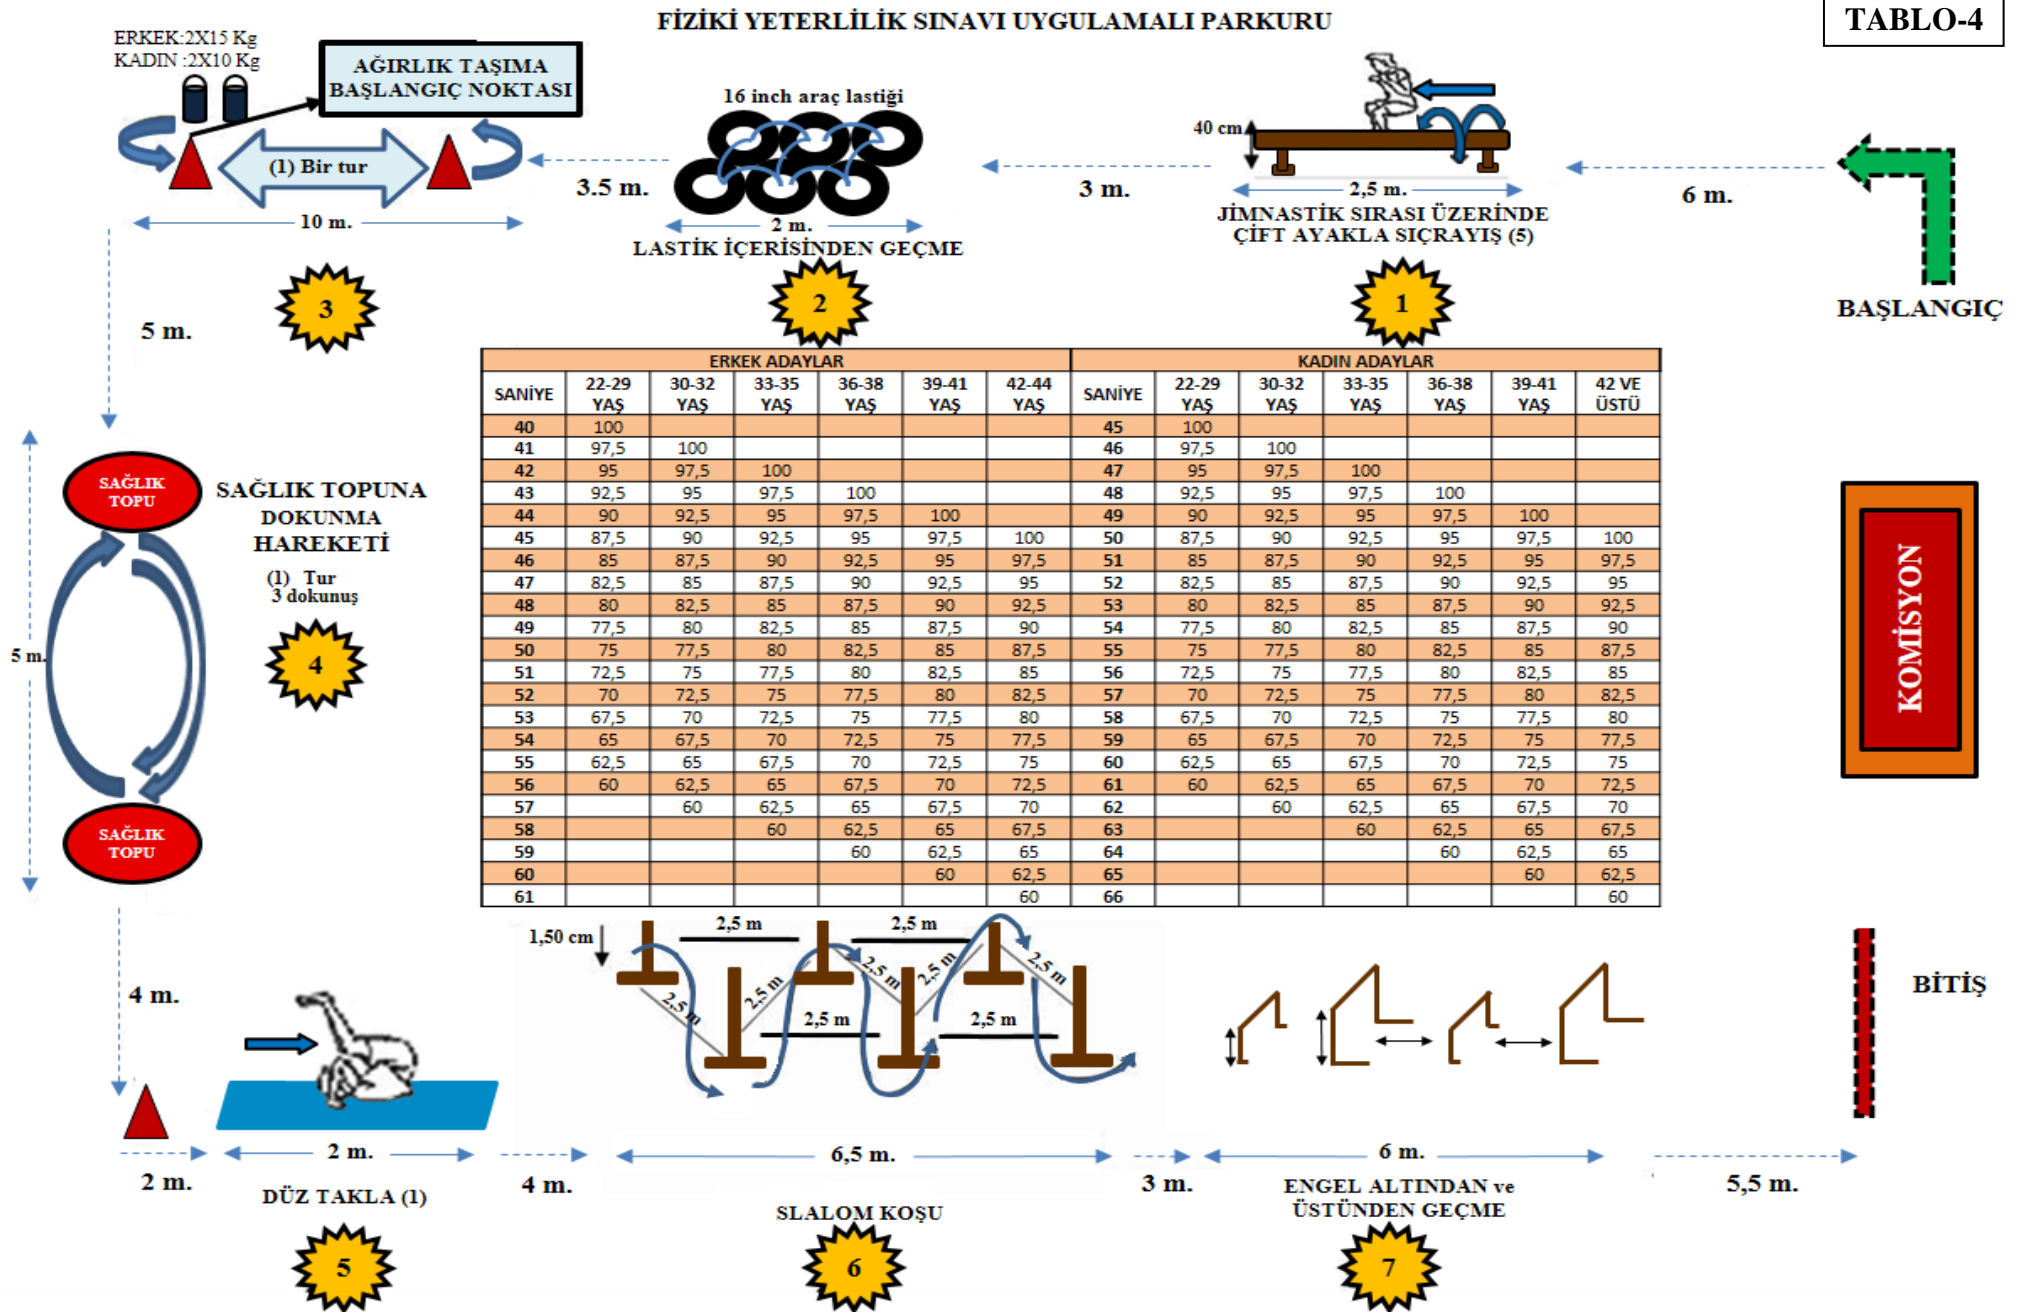 FİZİKİ YETERLİLİK SINAVI UYGULAMALI PARKURU
TABLO-4
ERKEK:2X15 Kg
KADIN :2X10 Kg
AĞIRLIK TAŞIMA
BAŞLANGIÇ NOKTASI
(1) Bir tur
10 m.
3
3.5 m.
16 inch araç lastiği
2 m.
LASTİK İÇERİSİNDEN GEÇME
2
3 m.
40 cm
2,5 m.
JİMNASTİK SIRASI ÜZERİNDE
ÇİFT AYAKLA SIÇRAYIŞ (5)
1
6 m.
BAŞLANGIÇ
5 m.
ERKEK ADAYLAR KADIN ADAYLAR
SANİYE 22-29 YAŞ 30-32 YAŞ 33-35 YAŞ 36-38 YAŞ 39-41 YAŞ 42-44 YAŞ SANİYE 22-29 YAŞ 30-32 YAŞ 33-35 YAŞ 36-38 YAŞ 39-41 YAŞ 42 VE ÜSTÜ
40 100 45 100
41 97,5 100 46 97,5 100
42 95 97,5 100 47 95 97,5 100
43 92,5 95 97,5 100 48 92,5 95 97,5 100
44 90 92,5 95 97,5 100 49 90 92,5 95 97,5 100
45 87,5 90 92,5 95 97,5 100 50 87,5 90 92,5 95 97,5 100
46 85 87,5 90 92,5 95 97,5 51 85 87,5 90 92,5 95 97,5
47 82,5 85 87,5 90 92,5 95 52 82,5 85 87,5 90 92,5 95
48 80 82,5 85 87,5 90 92,5 53 80 82,5 85 87,5 90 92,5
49 77,5 80 82,5 85 87,5 90 54 77,5 80 82,5 85 87,5 90
50 75 77,5 80 82,5 85 87,5 55 75 77,5 80 82,5 85 87,5
51 72,5 75 77,5 80 82,5 85 56 72,5 75 77,5 80 82,5 85
52 70 72,5 75 77,5 80 82,5 57 70 72,5 75 77,5 80 82,5
53 67,5 70 72,5 75 77,5 80 58 67,5 70 72,5 75 77,5 80
54 65 67,5 70 72,5 75 77,5 59 65 67,5 70 72,5 75 77,5
55 62,5 65 67,5 70 72,5 75 60 62,5 65 67,5 70 72,5 75
56 60 62,5 65 67,5 70 72,5 61 60 62,5 65 67,5 70 72,5
57 60 62,5 65 67,5 70 62 60 62,5 65 67,5 70
58 60 62,5 65 67,5 63 60 62,5 65 67,5
59 60 62,5 65 64 60 62,5 65
60 60 62,5 65 60 62,5
61 60 66 60
SAĞLIK
TOPU
SAĞLIK TOPUNA
DOKUNMA
HAREKETİ
(1) Tur
3 dokunuş
4
5 m.
SAĞLIK
TOPU
KOMİSYON
4 m.
2 m.
2 m.
DÜZ TAKLA (1)
5
4 m.
1,50 cm
2,5 m
2,5 m
2,5 m
2,5 m
2,5 m
2,5 m
2,5 m
2,5 m
2,5 m
6,5 m.
SLALOM KOŞU
6
3 m.
6 m.
ENGEL ALTINDAN ve
ÜSTÜNDEN GEÇME
7
5,5 m.
BİTİŞ